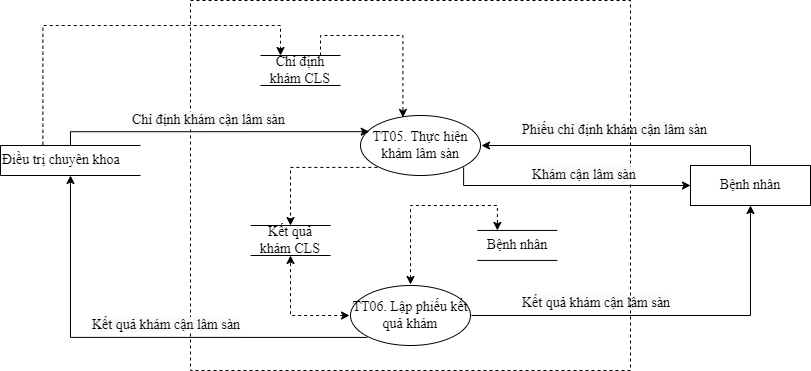 Chỉ định
khám CLS
Chỉ định khám cận lâm sàn
TT05. Thực hiện
khám lâm sàn
Phiếu chỉ định khám cận lâm sàn
Điều trị chuyên khoa
Khám cận lâm sàn
Bệnh nhân
Kết quả
khám CLS
Bệnh nhân
TT06. Lập phiếu kết
quả khám
Kết quả khám cận lâm sàn
Kết quả khám cận lâm sàn